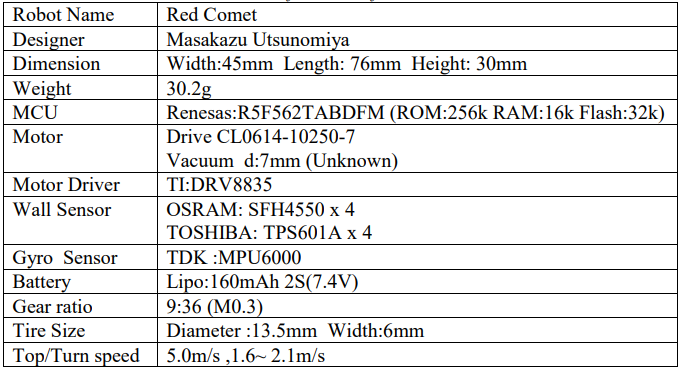 Robot Name Red Comet
Designer Masakazu Utsunomiya
Dimension Width:45mm Length: 76mm Height: 30mm
Weight 30.2g
MCU Renesas:R5F562TABDFM (ROM:256k RAM:16k Flash:32k)
Motor Drive CL0614-10250-7
Vacuum d:7mm (Unknown)
Motor Driver TI:DRV8835
Wall Sensor OSRAM: SFH4550 x 4
TOSHIBA: TPS601A x 4
Gyro Sensor TDK :MPU6000
Battery Lipo:160mAh 2S(7.4V)
Gear ratio 9:36 (M0.3)
Tire Size Diameter :13.5mm Width:6mm
Top/Turn speed 5.0m/s ,1.6~ 2.1m/s